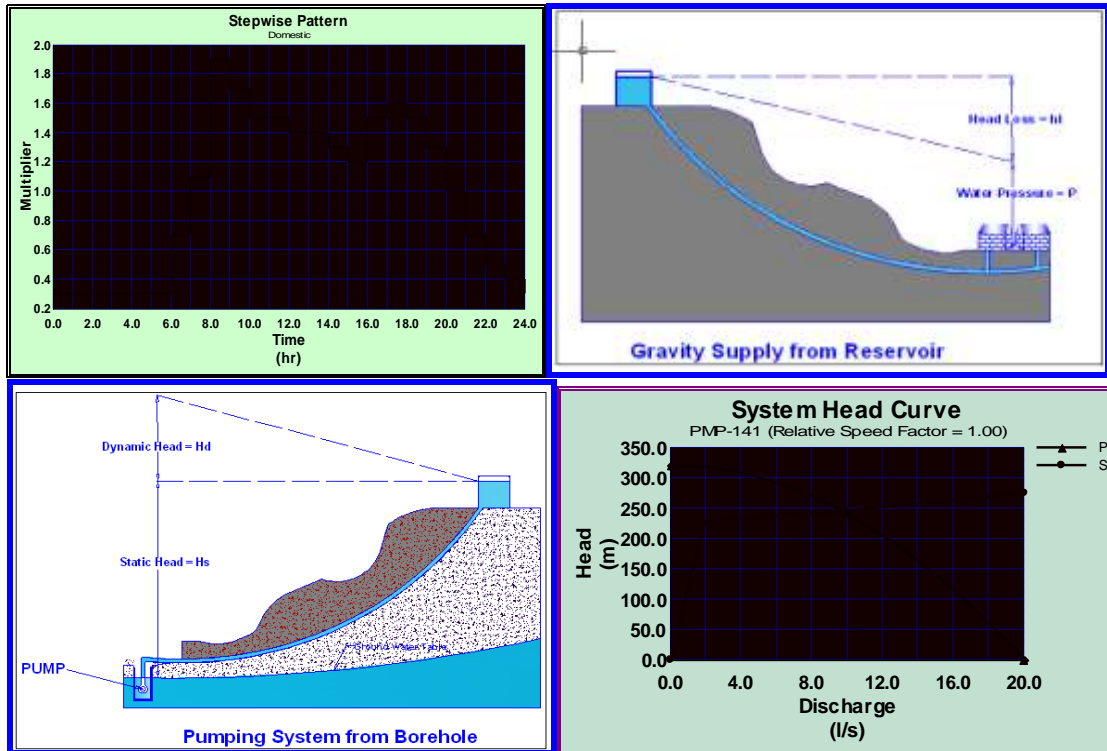 Stepwise Pattern
Domestic
2.0
1.8
1.6
1.4
1.2
1.0
0.8
0.6
0.4
0.2
Multiplier
0.0 2.0 4.0 6.0 8.0 10.0 12.0 14.0 16.0 18.0 20.0 22.0 24.0
Time
(hr)
Head Loss = hl
Water Pressure = P
Gravity Supply from Reservoir
Dynamic Head = Hd
Static Head = Hs
Ground Water Table
PUMP
Pumping System from Borehole
System Head Curve
PMP-141 (Relative Speed Factor = 1.00)
350.0
300.0
250.0
200.0
150.0
100.0
50.0
0.0
Head
(m)
0.0 4.0 8.0 12.0 16.0 20.0
Discharge
(l/s)
P
S